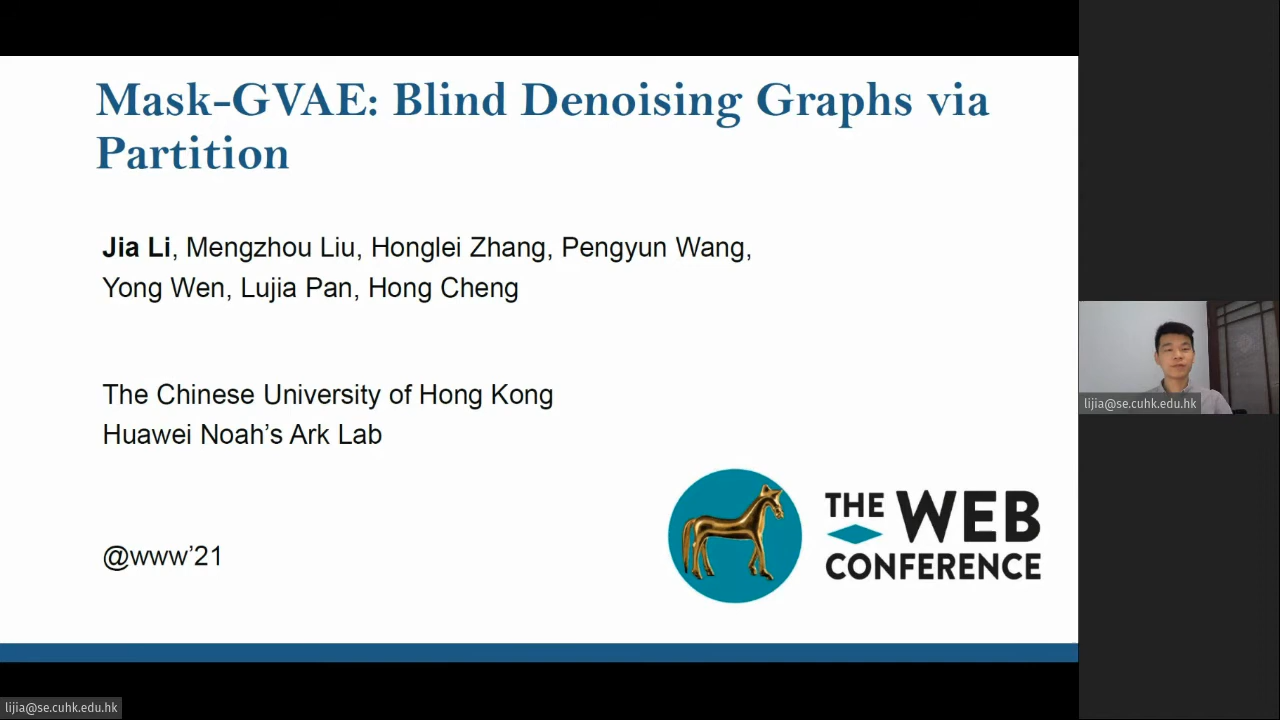 Mask-GVAE: Blind Denoising Graphs via
Partition
Jia Li, Mengzhou Liu, Honglei Zhang, Pengyun Wang,
Yong Wen, Lujia Pan, Hong Cheng
The Chinese University of Hong Kong
Huawei Noah's Ark Lab
@www'21
THE WEB
CONFERENCE
lijia@se.cuhk.edu.hk
lijia@se.cuhk.edu.hk